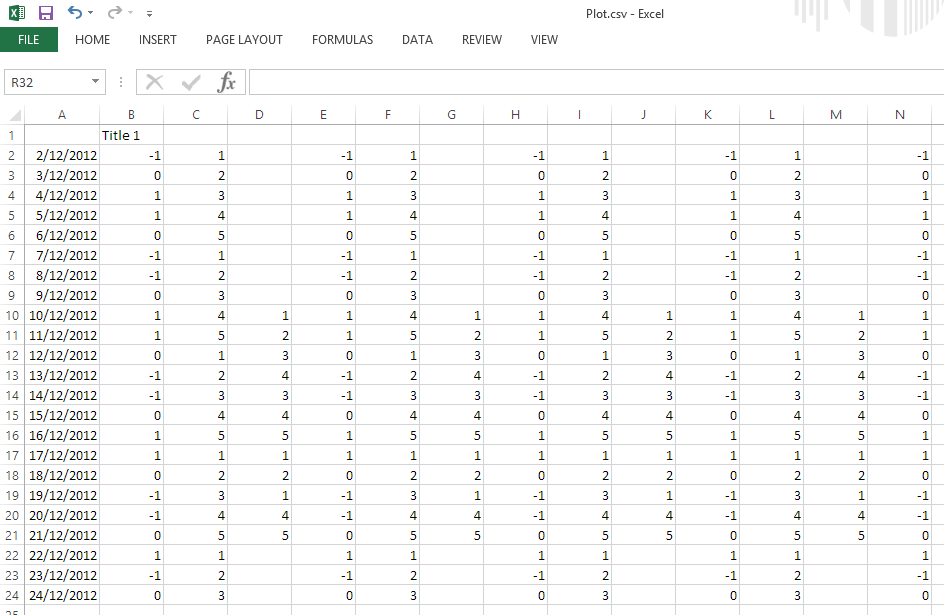 Plot.csv - Excel
FILE HOME INSERT PAGE LAYOUT FORMULAS DATA REVIEW VIEW
R32 fx
A B C D E F G H I J K L M N
1 Title 1
2 2/12/2012 -1 1 -1 1 -1 1 -1 1 -1
3 3/12/2012 0 2 0 2 0 2 0 2 0
4 4/12/2012 1 3 1 3 1 3 1 3 1
5 5/12/2012 1 4 1 4 1 4 1 4 1
6 6/12/2012 0 5 0 5 0 5 0 5 0
7 7/12/2012 -1 1 -1 1 -1 1 -1 1 -1
8 8/12/2012 -1 2 -1 2 -1 2 -1 2 -1
9 9/12/2012 0 3 0 3 0 3 0 3 0
10 10/12/2012 1 4 1 1 4 1 1 4 1 1 4 1 1
11 11/12/2012 1 5 2 1 5 2 1 5 2 1 5 2 1
12 12/12/2012 0 1 3 0 1 3 0 1 3 0 1 3 0
13 13/12/2012 -1 2 4 -1 2 4 -1 2 4 -1 2 4 -1
14 14/12/2012 -1 3 3 -1 3 3 -1 3 3 -1 3 3 -1
15 15/12/2012 0 4 4 0 4 4 0 4 4 0 4 4 0
16 16/12/2012 1 5 5 1 5 5 1 5 5 1 5 5 1
17 17/12/2012 1 1 1 1 1 1 1 1 1 1 1 1 1
18 18/12/2012 0 2 2 0 2 2 0 2 2 0 2 2 0
19 19/12/2012 -1 3 1 -1 3 1 -1 3 1 -1 3 1 -1
20 20/12/2012 -1 4 4 -1 4 4 -1 4 4 -1 4 4 -1
21 21/12/2012 0 5 5 0 5 5 0 5 5 0 5 5 0
22 22/12/2012 1 1 1 1 1 1 1 1 1
23 23/12/2012 -1 2 -1 2 -1 2 -1 2 -1
24 24/12/2012 0 3 0 3 0 3 0 3 0